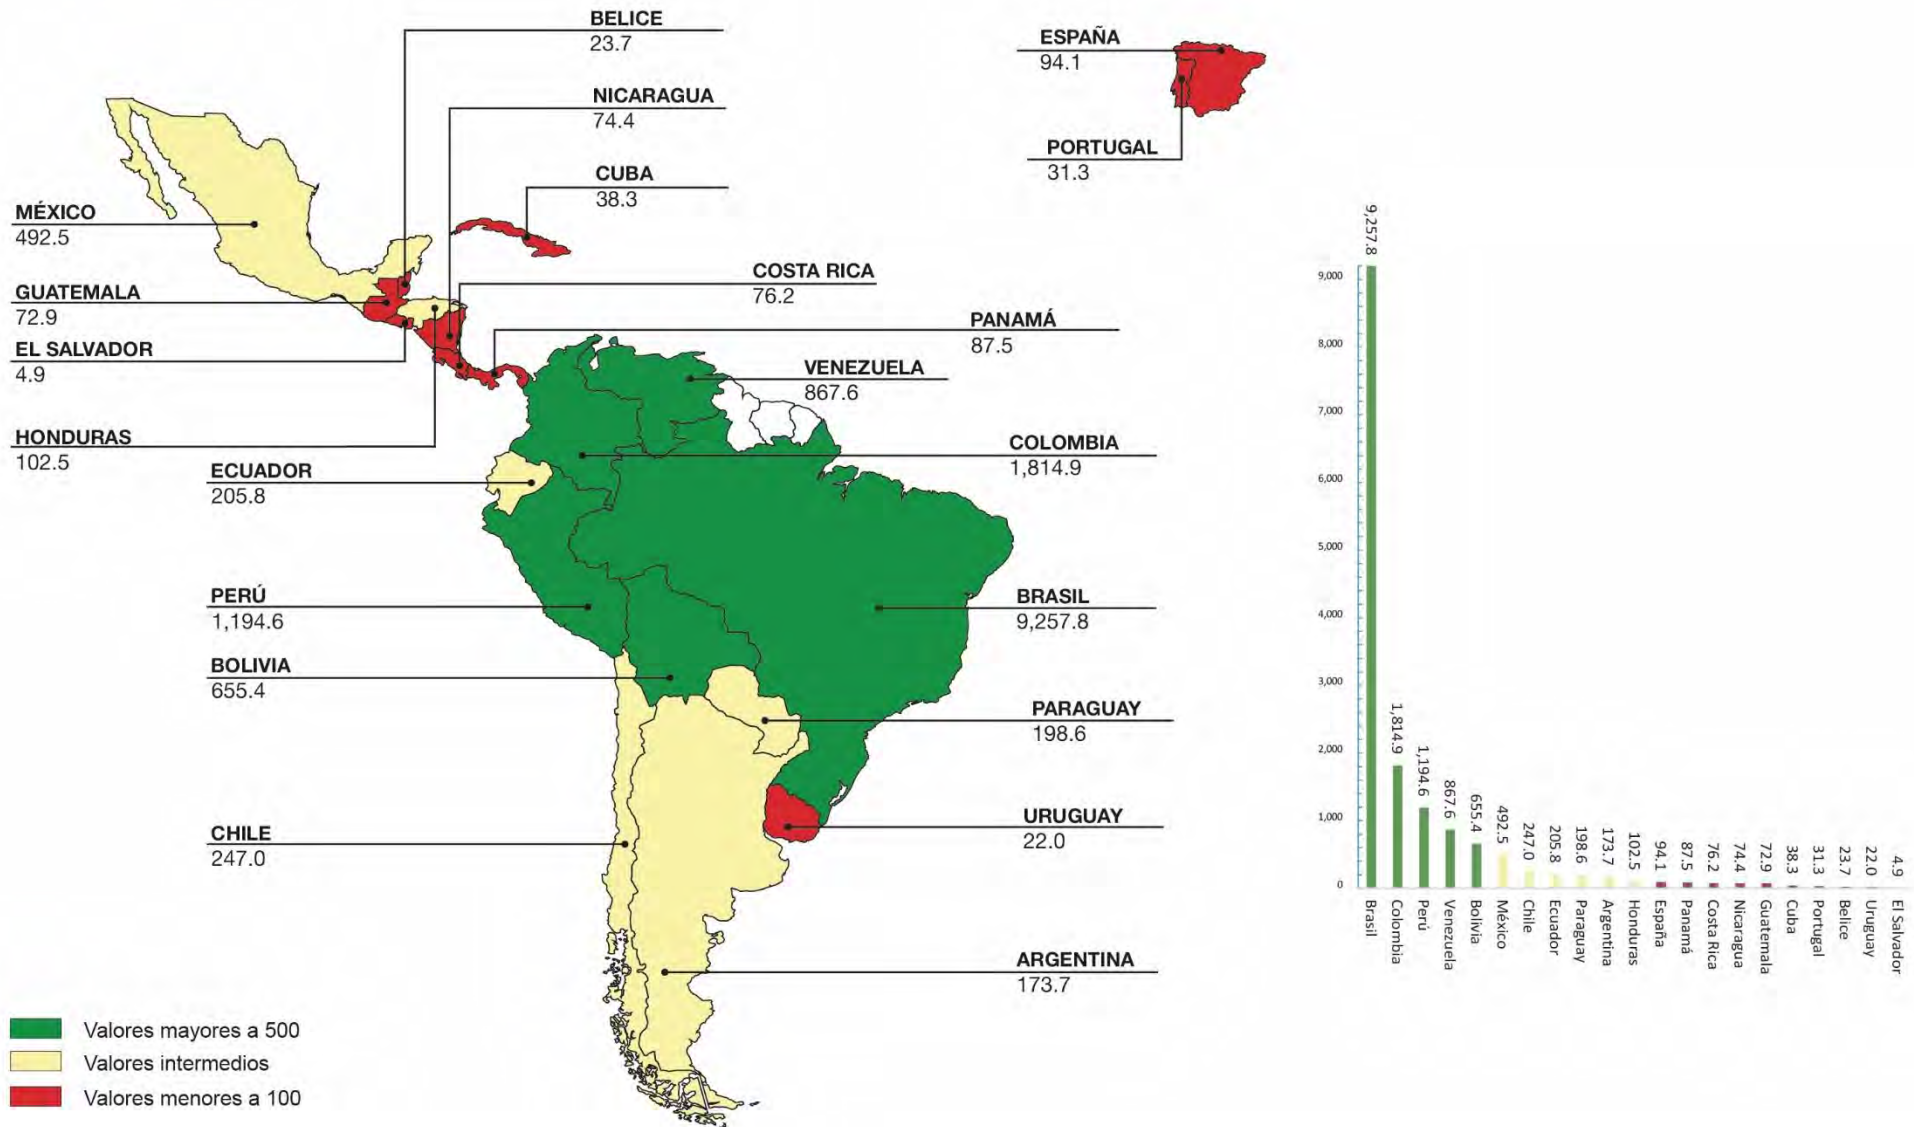 BELICE
23.7
ESPAÑA
94.1
NICARAGUA
74.4
PORTUGAL
31.3
CUBA
38.3
MÉXICO
492.5
COSTA RICA
76.2
GUATEMALA
72.9
PANAMÁ
87.5
EL SALVADOR
4.9
VENEZUELA
867.6
HONDURAS
102.5
COLOMBIA
1,814.9
ECUADOR
205.8
PERÚ
1,194.6
BRASIL
9,257.8
BOLIVIA
655.4
PARAGUAY
198.6
CHILE
247.0
URUGUAY
22.0
ARGENTINA
173.7
Valores mayores a 500
Valores intermedios
Valores menores a 100
9,000
8,000
7,000
6,000
5,000
4,000
3,000
2,000
1,000
0
9,257.8
1,814.9
1,194.6
867.6
655.4
492.5
247.0
205.8
198.6
173.7
102.5
94.1
87.5
76.2
74.4
72.9
38.3
31.3
23.7
22.0
4.9
Brasil
Colombia
Perú
Venezuela
Bolivia
México
Chile
Ecuador
Paraguay
Argentina
Honduras
España
Panamá
Costa Rica
Nicaragua
Guatemala
Cuba
Portugal
Belice
Uruguay
El Salvador